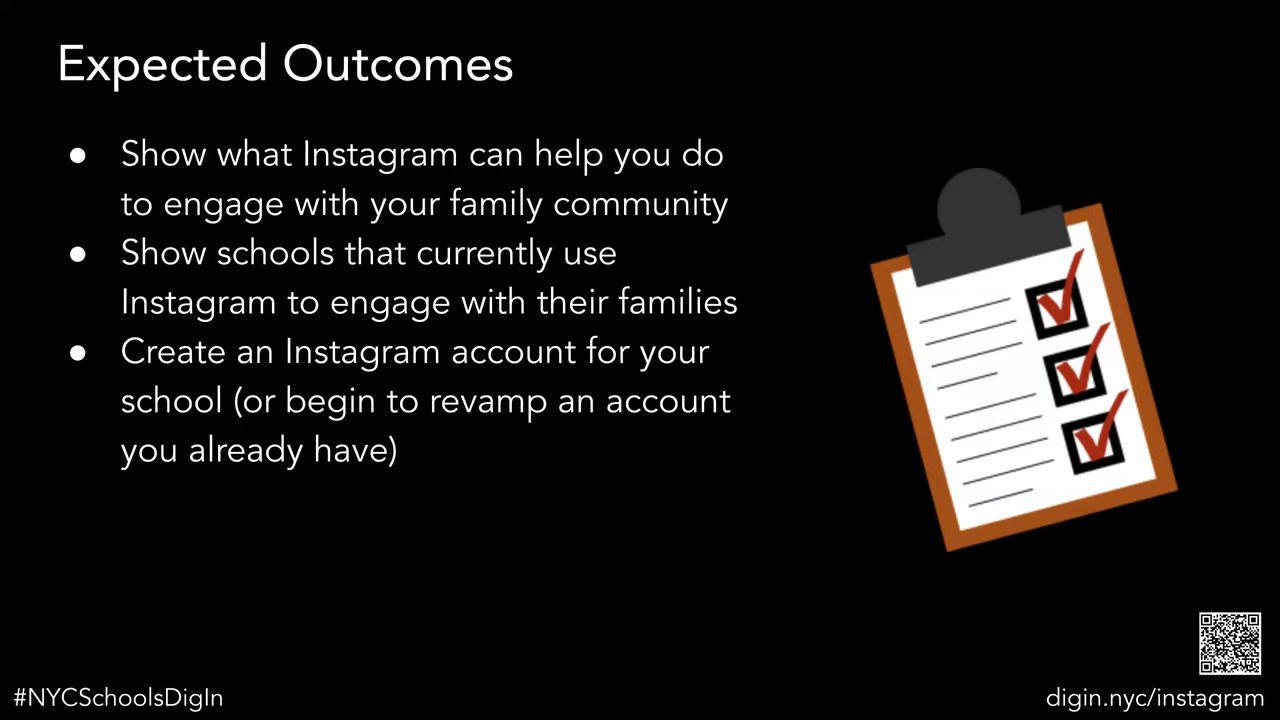 Expected Outcomes
● Show what Instagram can help you do
to engage with your family community
● Show schools that currently use
Instagram to engage with their families
● Create an Instagram account for your
school (or begin to revamp an account
you already have)
#NYCSchoolsDigIn
digin.nyc/instagram